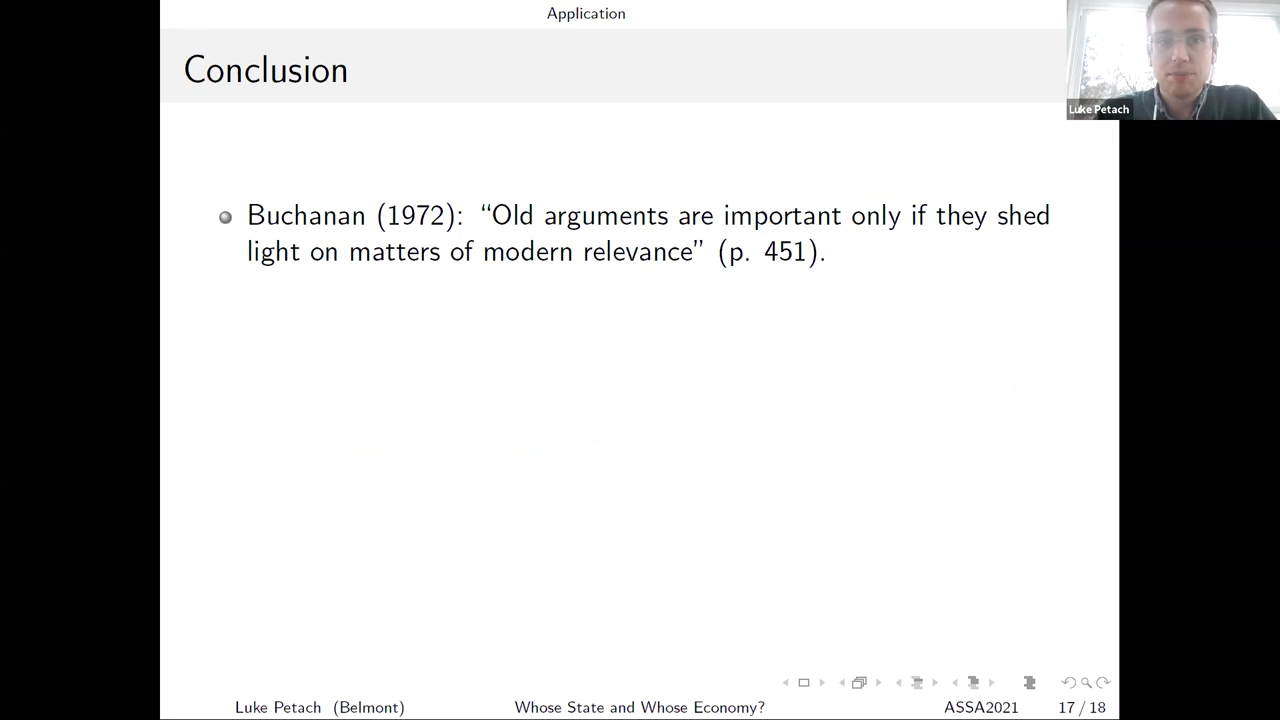 Application
Conclusion
Luke Petach
Buchanan (1972): “Old arguments are important only if they shed
light on matters of modern relevance” (p. 451).
Luke Petach (Belmont)
Whose State and Whose Economy?
ASSA2021
17 / 18